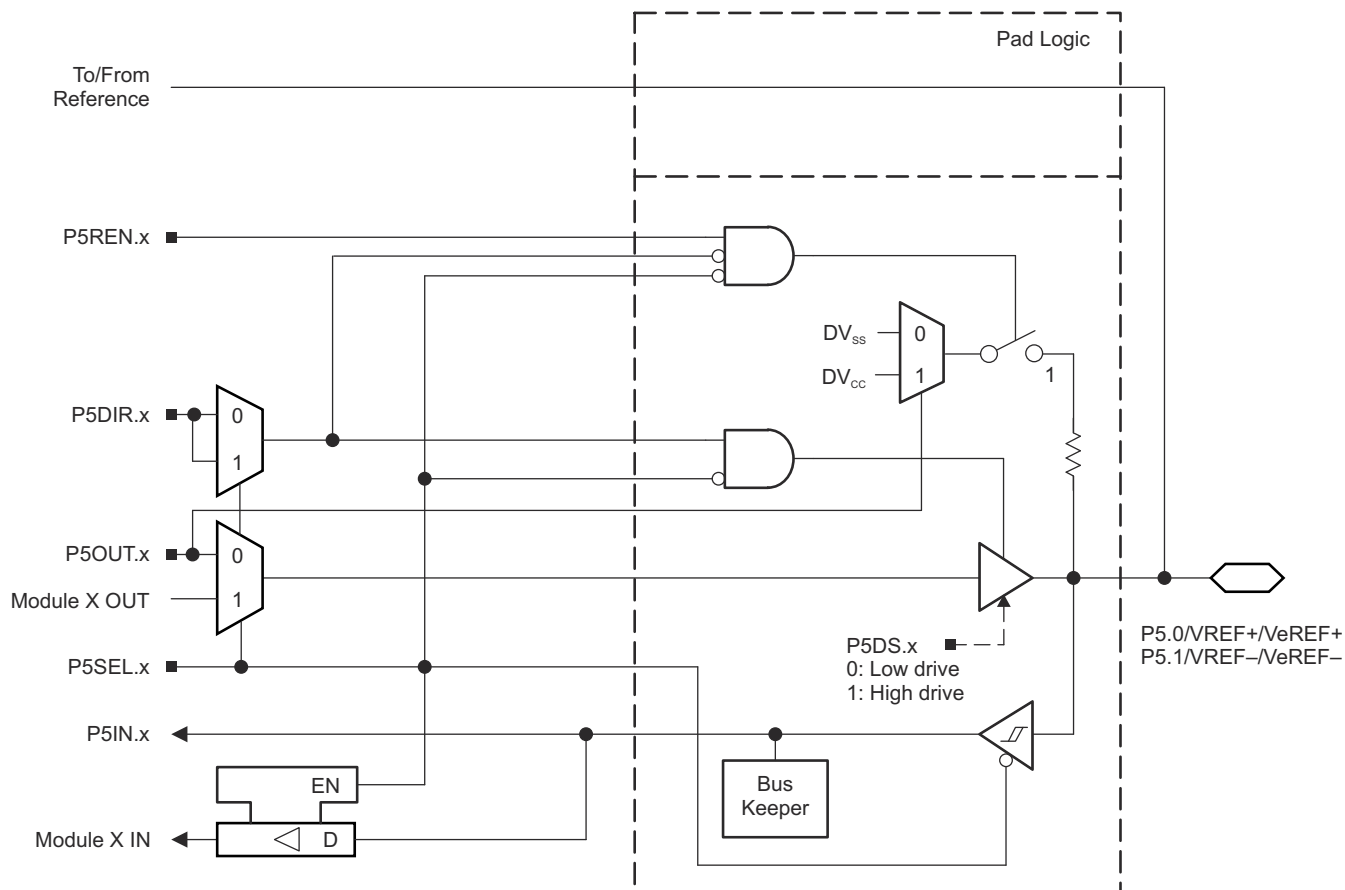 Pad Logic
To/From
Reference
P5REN.x
DVss
0
DVcc
1
1
P5DIR.x
0
1
P5OUT.x
0
Module X OUT
1
P5SEL.x
P5DS.x
0: Low drive
1: High drive
P5.0/VREF+/VeREF+
P5.1/VREF–/VeREF–
P5IN.x
EN
Bus
Keeper
Module X IN
D